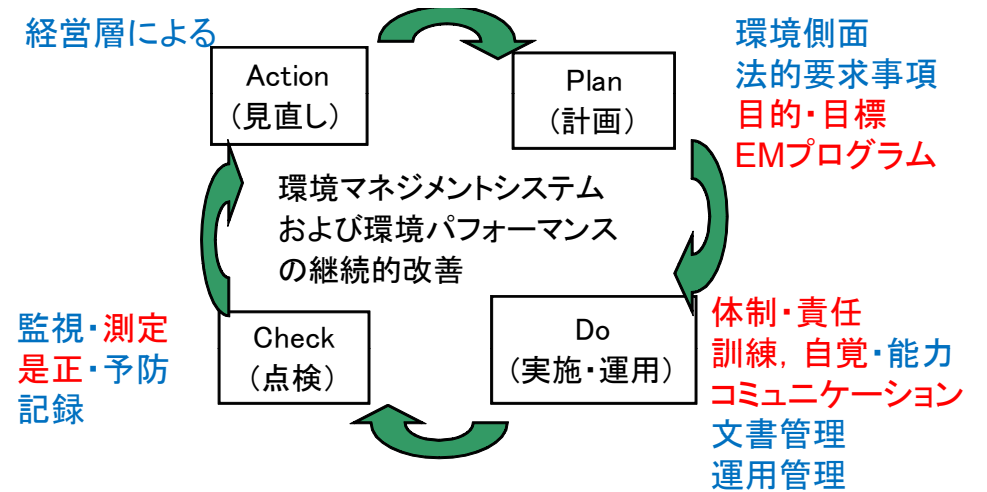 経営層による
Action
（見直し）
Plan
（計画）
環境側面
法的要求事項
目的・目標
EMプログラム
環境マネジメントシステム
および環境パフォーマンス
の継続的改善
監視・測定
是正・予防
記録
Check
（点検）
Do
（実施・運用）
体制・責任
訓練，自覚・能力
コミュニケーション
文書管理
運用管理